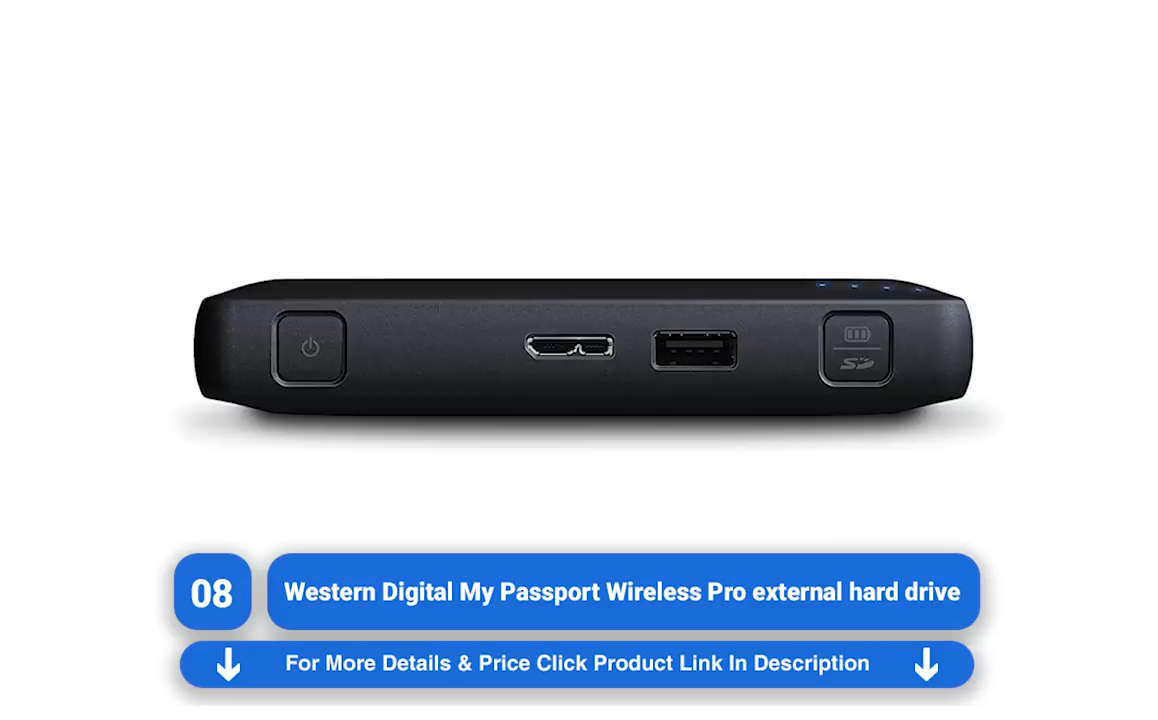 SD
08
Western Digital My Passport Wireless Pro external hard drive
For More Details & Price Click Product Link In Description